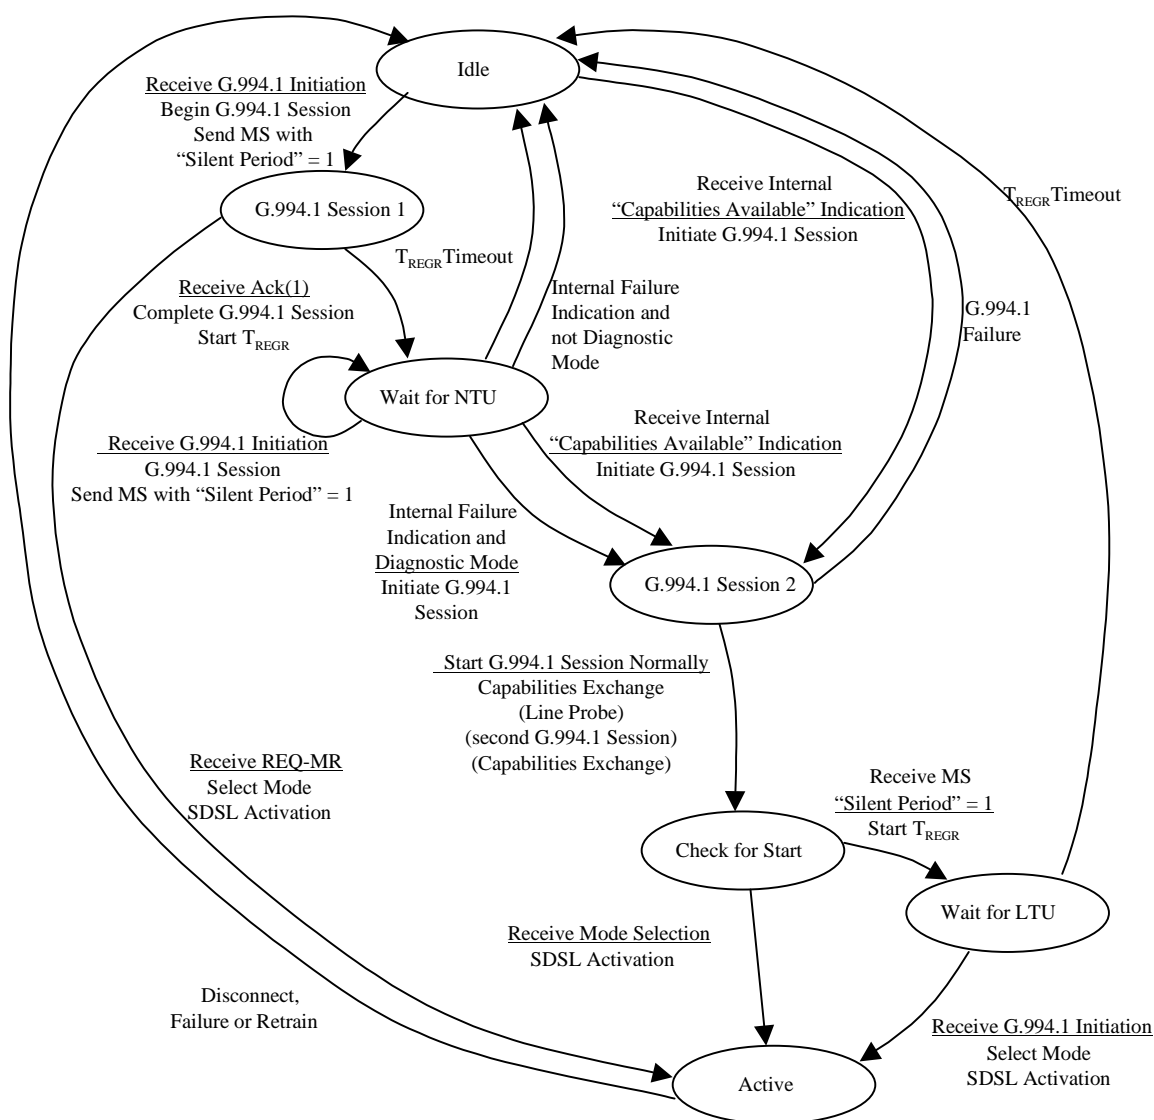 Idle
Receive G.994.1 Initiation
Begin G.994.1 Session
Send MS with
“Silent Period” = 1
G.994.1 Session 1
Receive Internal
“Capabilities Available” Indication
Initiate G.994.1 Session
T_REGR Timeout
T_REGR Timeout
Receive Ack(1)
Complete G.994.1 Session
Start T_REGR
Internal Failure
Indication and
not Diagnostic
Mode
G.994.1
Failure
Wait for NTU
Receive G.994.1 Initiation
G.994.1 Session
Send MS with “Silent Period” = 1
Receive Internal
“Capabilities Available” Indication
Initiate G.994.1 Session
Internal Failure
Indication and
Diagnostic Mode
Initiate G.994.1
Session
G.994.1 Session 2
Start G.994.1 Session Normally
Capabilities Exchange
(Line Probe)
(second G.994.1 Session)
(Capabilities Exchange)
Receive REQ-MR
Select Mode
SDSL Activation
Receive MS
“Silent Period” = 1
Start T_REGR
Check for Start
Wait for LTU
Receive Mode Selection
SDSL Activation
Disconnect,
Failure or Retrain
Receive G.994.1 Initiation
Select Mode
SDSL Activation
Active